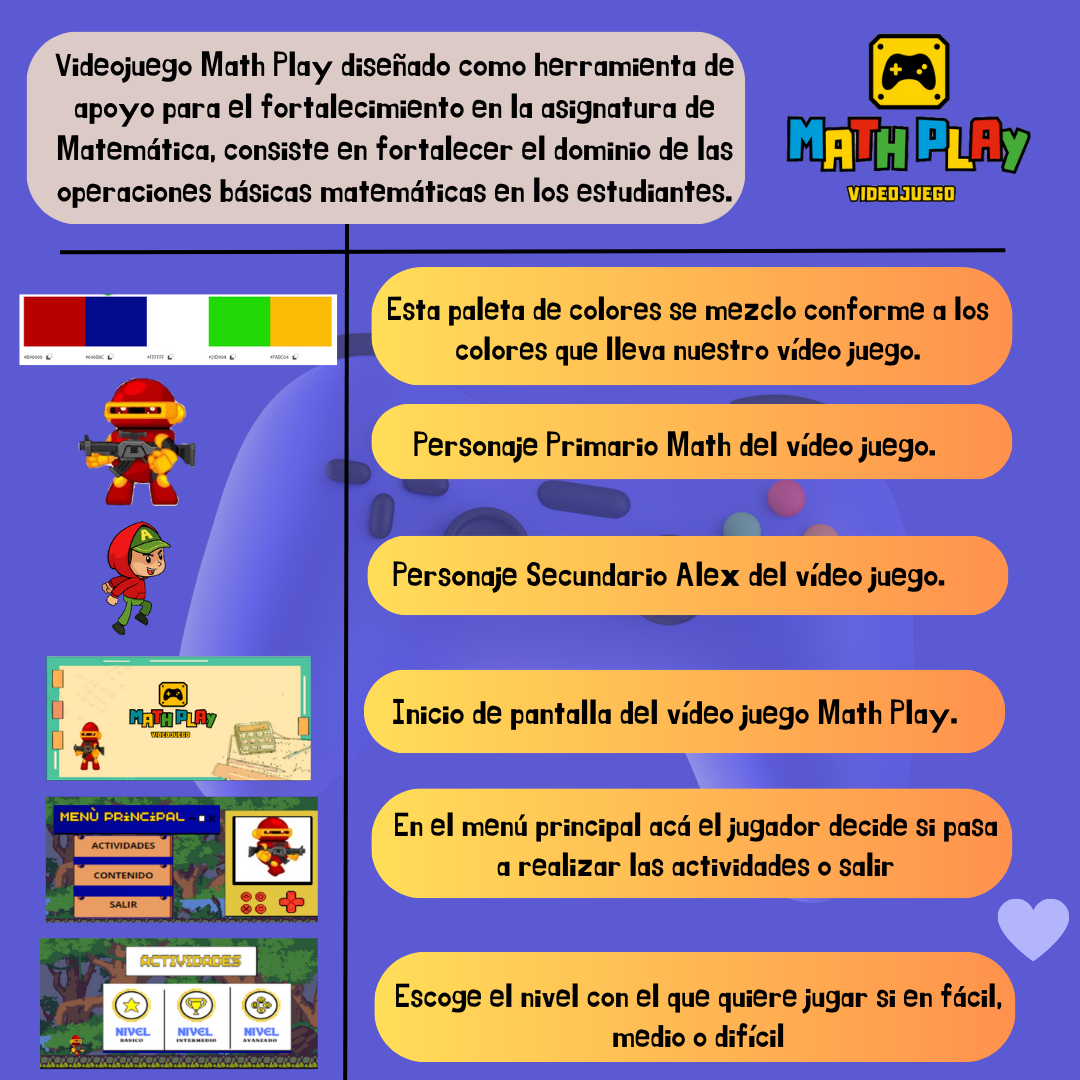 Videojuego Math Play diseñado como herramienta de
apoyo para el fortalecimiento en la asignatura de
Matemática, consiste en fortalecer el dominio de las
operaciones básicas matemáticas en los estudiantes.
MATH PLAY
VIDEOJUEGO
#FFFFFF
Esta paleta de colores se mezclo conforme a los
colores que lleva nuestro vídeo juego.
Personaje Primario Math del vídeo juego.
A
Personaje Secundario Alex del vídeo juego.
MATH PLAY
VIDEOJUEGO
Inicio de pantalla del vídeo juego Math Play.
MENÙ PRiNCiPAL
ACTIVIDADES
CONTENIDO
SALIR
En el menú principal acá el jugador decide si pasa
a realizar las actividades o salir
ACTIVIDADES
NIVEL
BASICO
NIVEL
INTERMEDIO
NIVEL
AVANZADO
Escoge el nivel con el que quiere jugar si en fácil,
medio o difícil